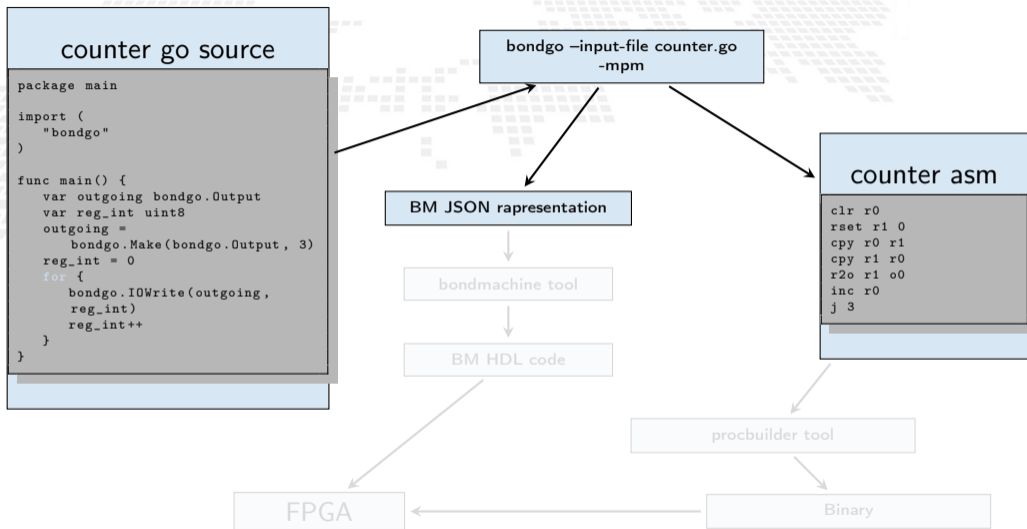 counter go source
package main
import (
"bondgo"
)
func main() {
var outgoing bondgo.Output
var reg_int uint8
outgoing =
bondgo.Make(bondgo.Output, 3)
reg_int = 0
for {
bondgo.IOWrite(outgoing,
reg_int)
reg_int++
}
}
bondgo –input-file counter.go
-mpm
BM JSON rapresentation
bondmachine tool
BM HDL code
FPGA
counter asm
clr r0
rset r1 0
cpy r0 r1
cpy r1 r0
r2o r1 o0
inc r0
j 3
procbuilder tool
Binary